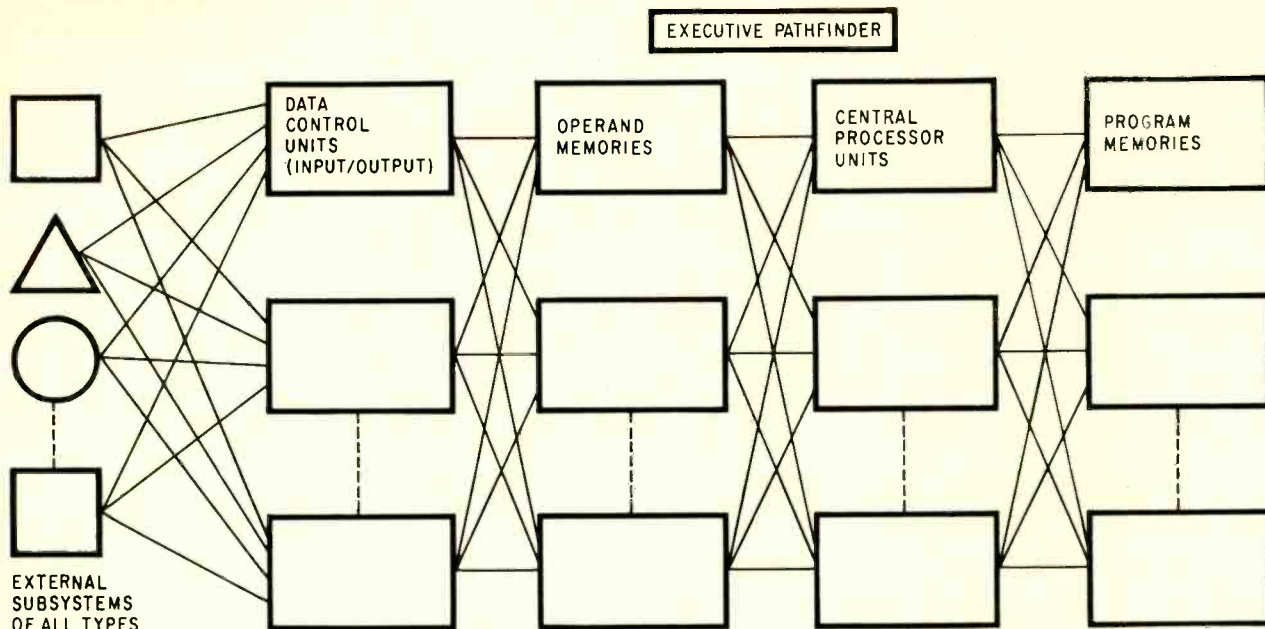 EXECUTIVE PATHFINDER
DATA
CONTROL
UNITS
(INPUT/OUTPUT)
OPERAND
MEMORIES
CENTRAL
PROCESSOR
UNITS
PROGRAM
MEMORIES
EXTERNAL
SUBSYSTEMS
OF ALL TYPES